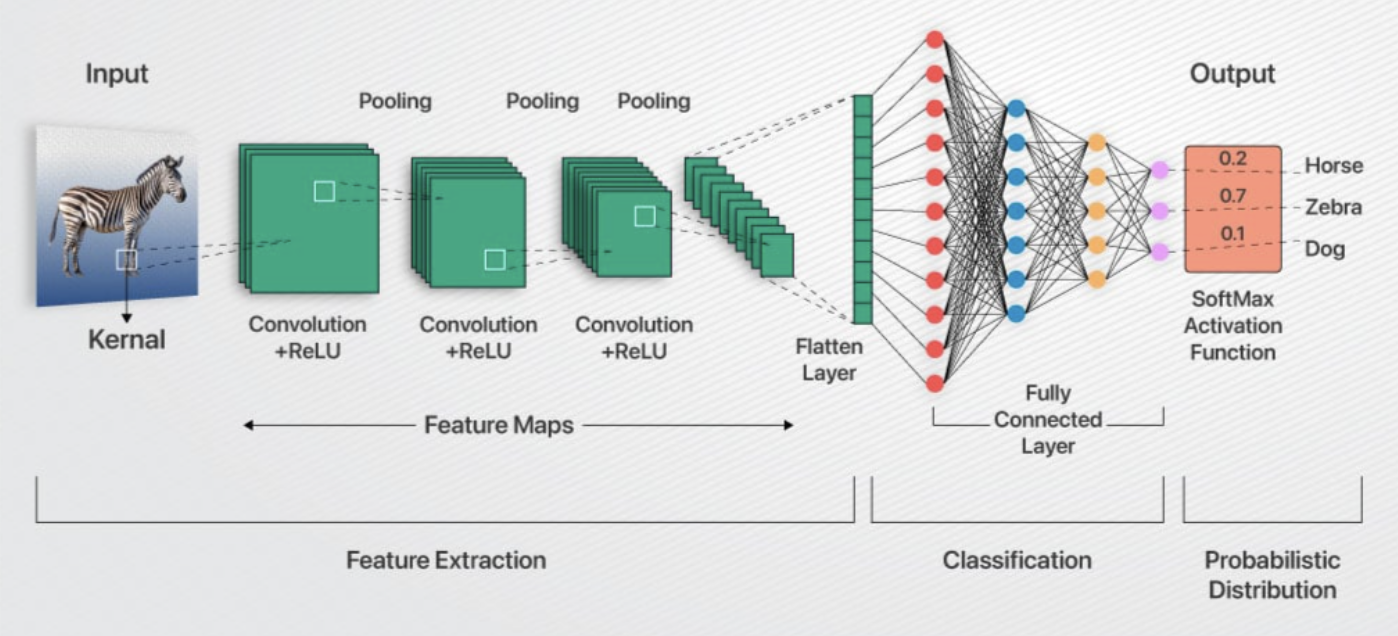 Input
Output
Pooling
Pooling
Pooling
0.2
Horse
0.7
Zebra
0.1
Dog
Kernal
Convolution
+ReLU
Convolution
+ReLU
Convolution
+ReLU
Flatten
Layer
SoftMax
Activation
Function
Feature Maps
Fully
Connected
Layer
Feature Extraction
Classification
Probabilistic
Distribution